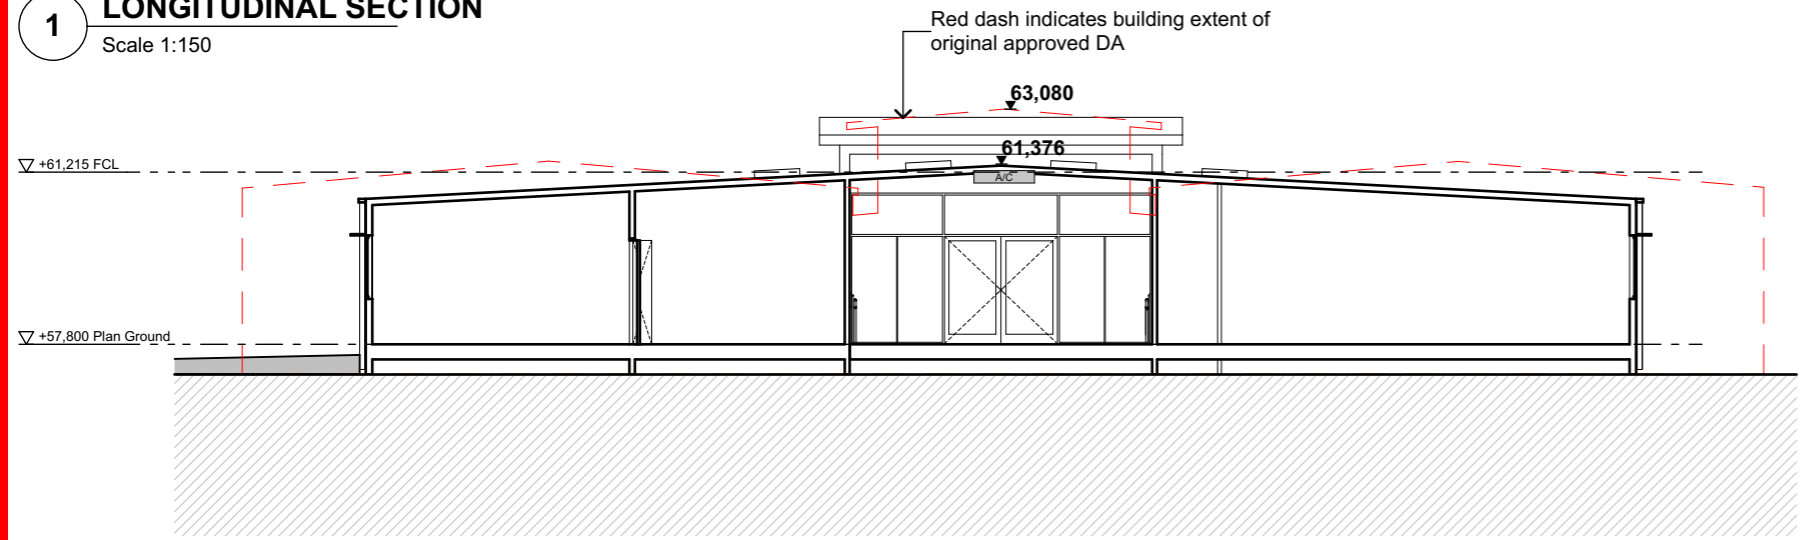 1
LONGITUDINAL SECTION
Scale 1:150
Red dash indicates building extent of
original approved DA
63,080
61,376
+61,215 FCL
A/C
+57,800 Plan Ground